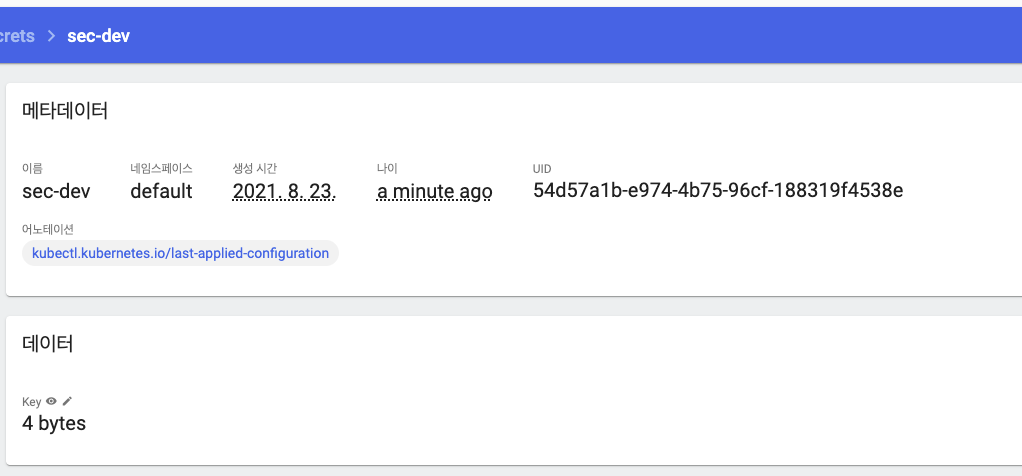 crets > sec-dev
메타데이터
이름 네임스페이스 생성 시간 나이 UID
sec-dev default 2021. 8. 23. a minute ago 54d57a1b-e974-4b75-96cf-188319f4538e
어노테이션
kubectl.kubernetes.io/last-applied-configuration
데이터
Key
4 bytes